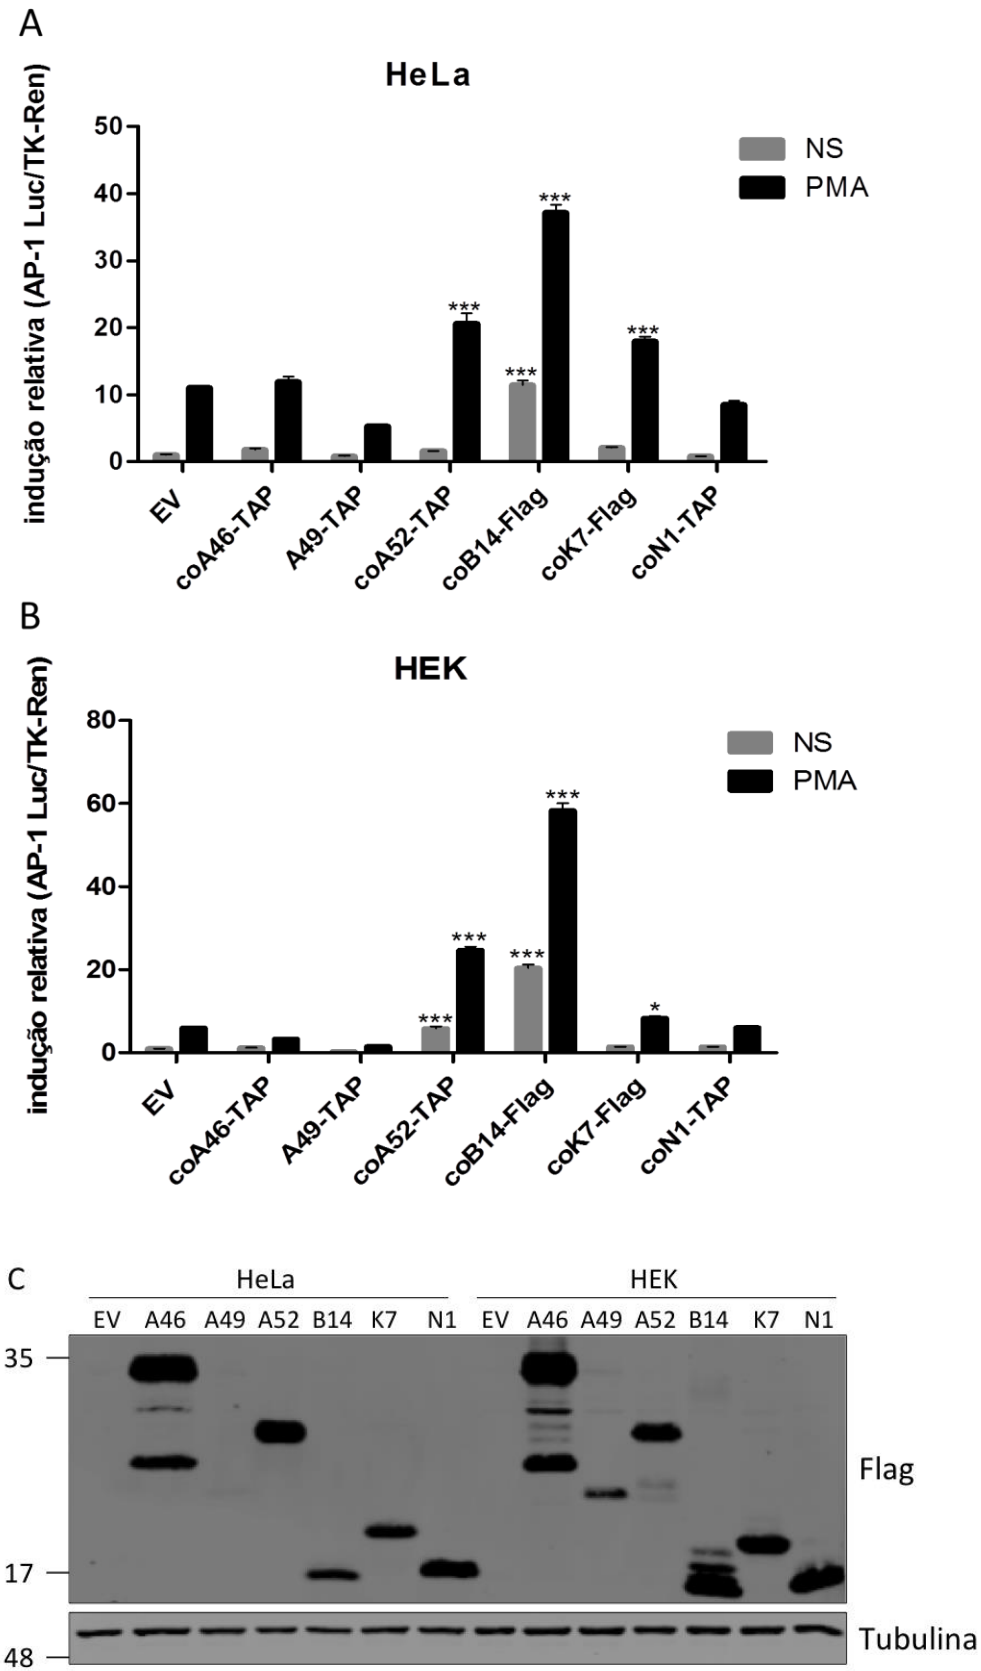 A
HeLa
indução relativa (AP-1 Luc/TK-Ren)
50
40
30
20
10
0
NS
PMA
***
***
***
***
EV
coA46-TAP
A49-TAP
coA52-TAP
coB14-Flag
coK7-Flag
coN1-TAP
B
HEK
indução relativa (AP-1 Luc/TK-Ren)
80
60
40
20
0
NS
PMA
***
***
***
***
*
EV
coA46-TAP
A49-TAP
coA52-TAP
coB14-Flag
coK7-Flag
coN1-TAP
C
HeLa HEK
EV A46 A49 A52 B14 K7 N1 EV A46 A49 A52 B14 K7 N1
35
Flag
17
Tubulina
48